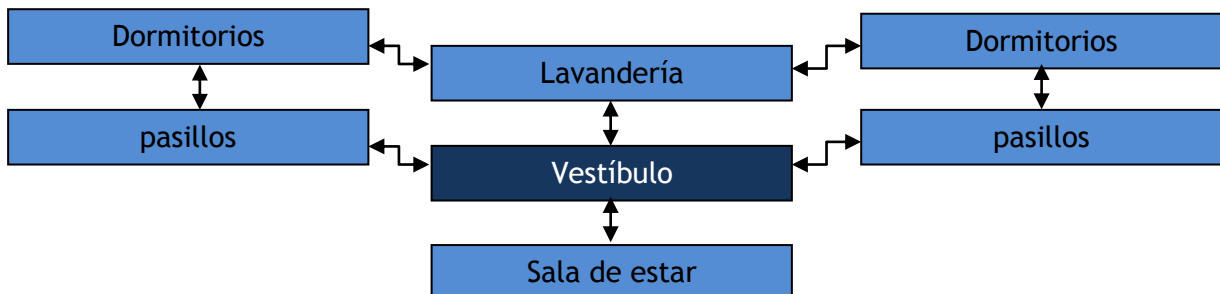 Dormitorios
Lavandería
Dormitorios
pasillos
Vestíbulo
pasillos
Sala de estar